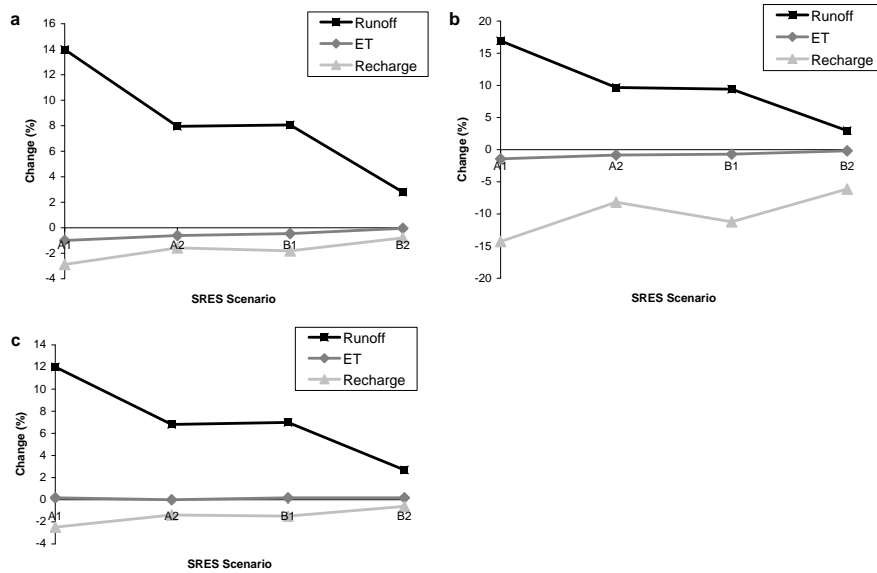 a
Runoff
ET
Recharge
16
14
12
10
8
6
4
2
0
-2
-4
Change (%)
A1
A2
B1
B2
SRES Scenario
b
Runoff
ET
Recharge
20
15
10
5
0
-5
-10
-15
-20
Change (%)
A1
A2
B1
B2
SRES Scenario
c
Runoff
ET
Recharge
14
12
10
8
6
4
2
0
-2
-4
Change (%)
A1
A2
B1
B2
SRES Scenario